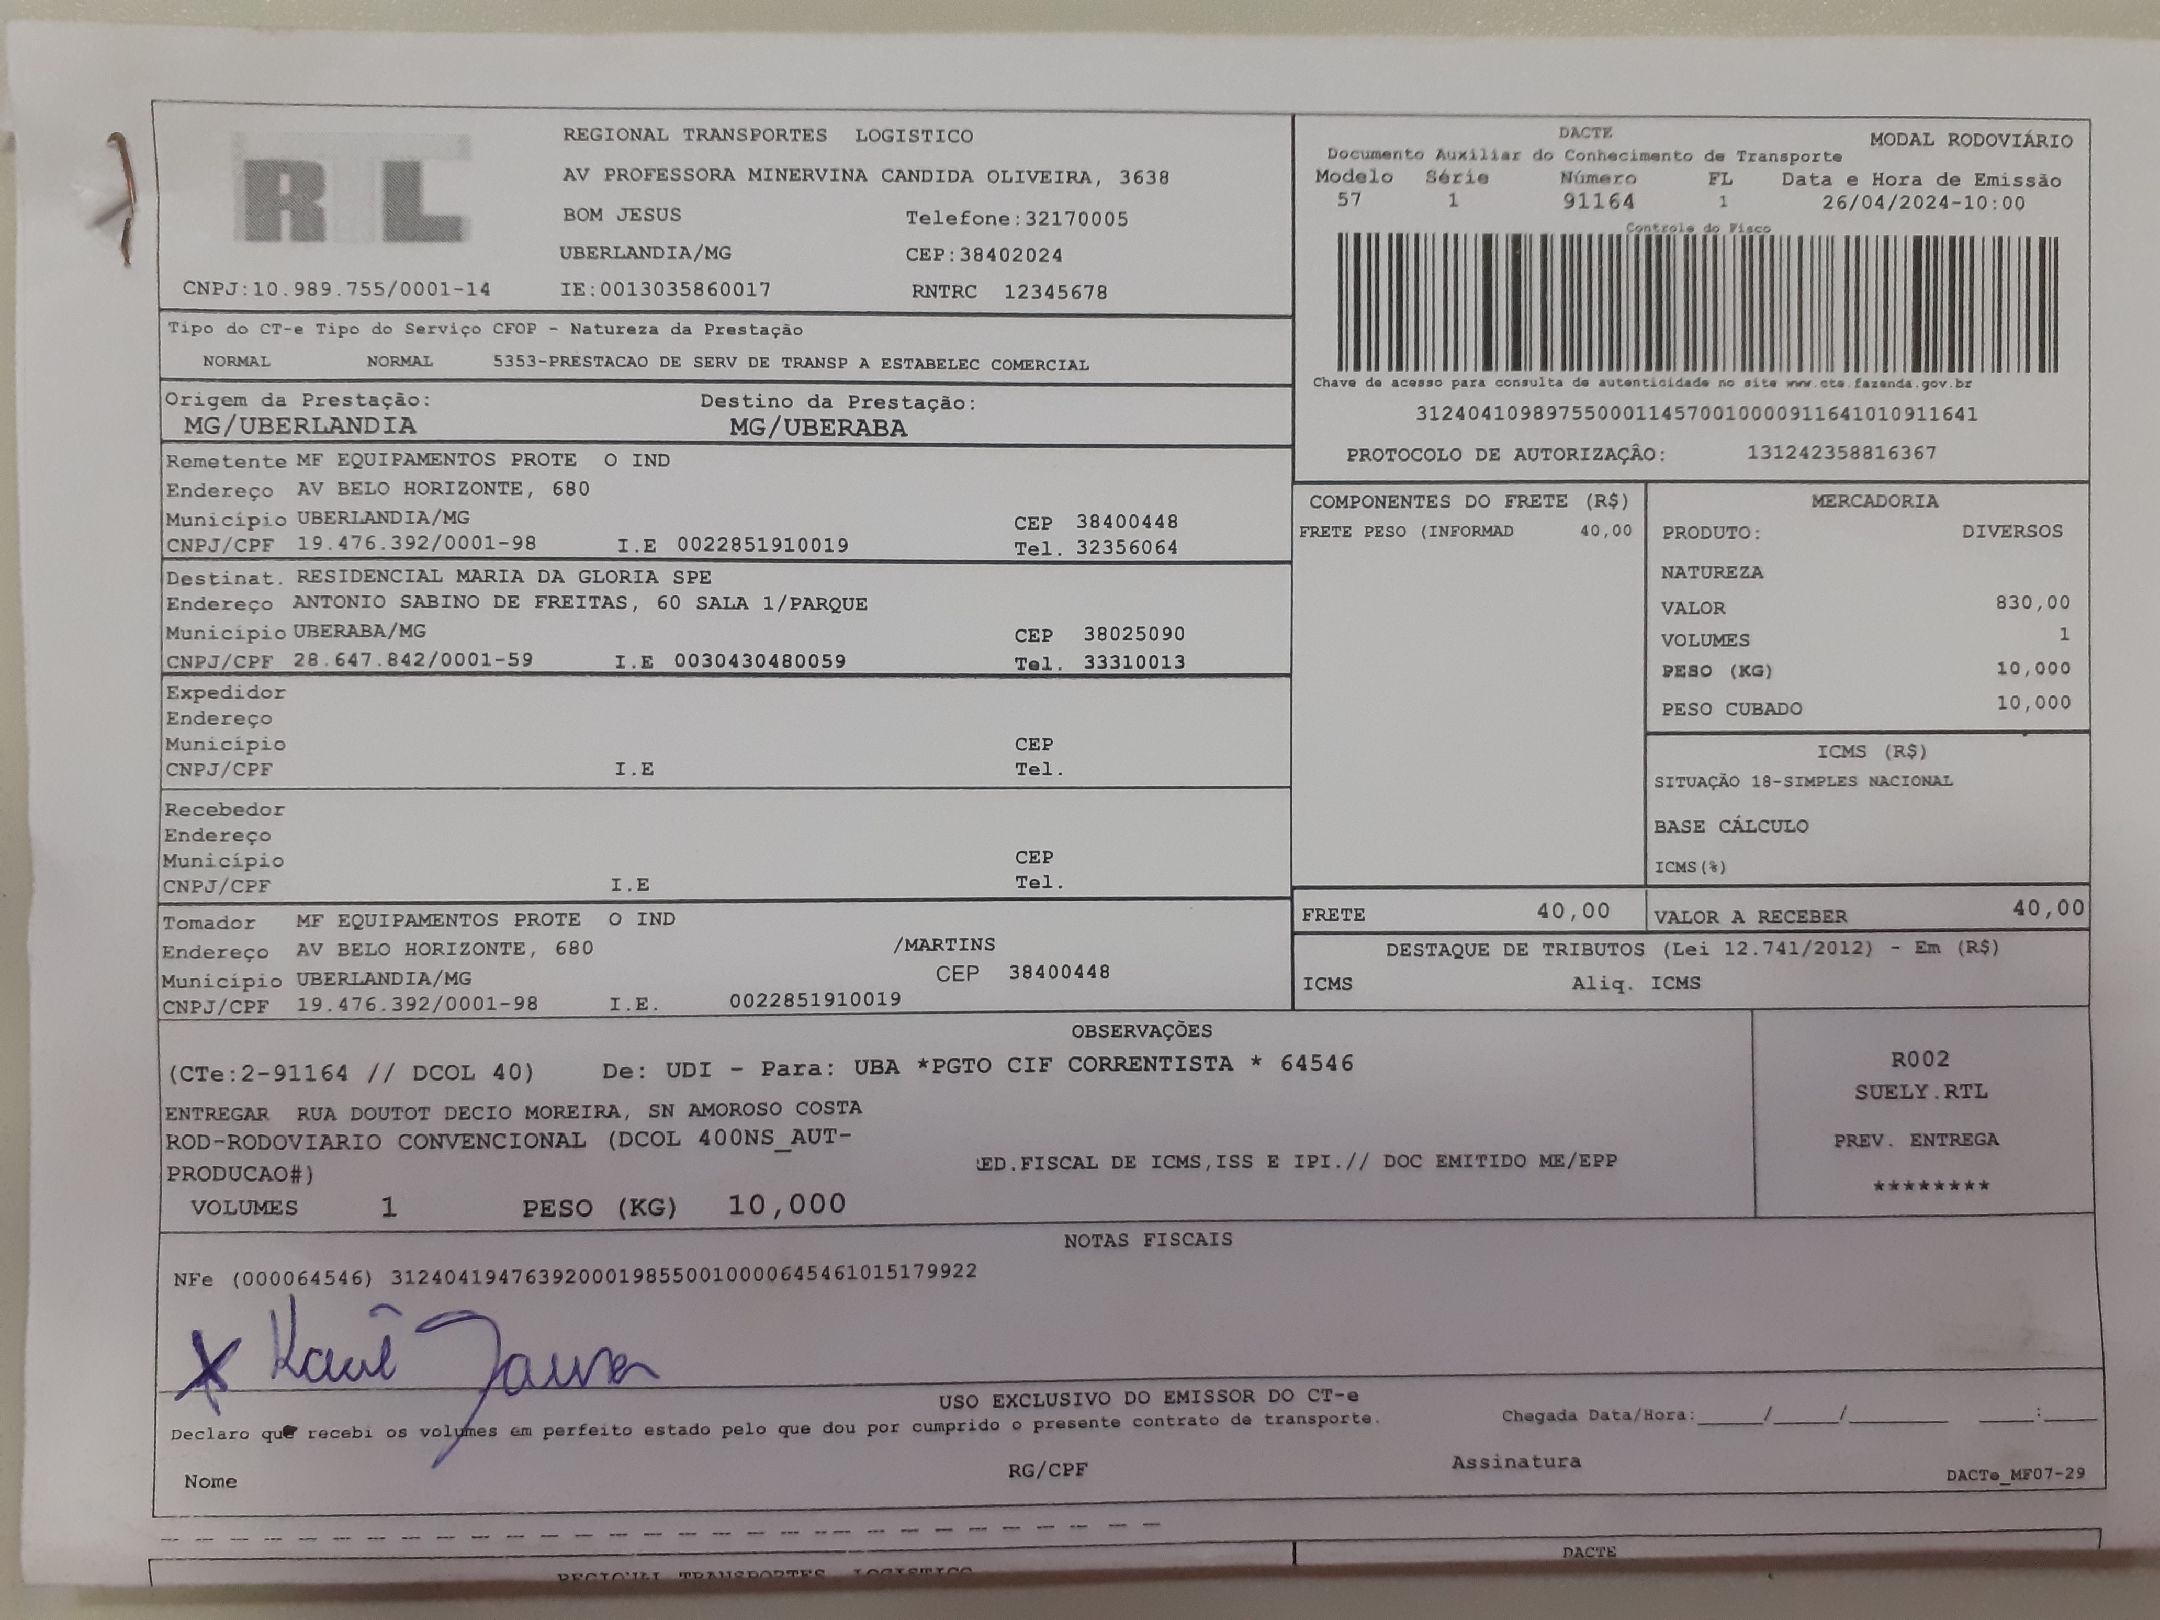 RTL
REGIONAL TRANSPORTES LOGISTICO
AV PROFESSORA MINERVINA CANDIDA OLIVEIRA, 3638
BOM JESUS Telefone:32170005
UBERLANDIA/MG CEP:38402024
CNPJ:10.989.755/0001-14 IE:0013035860017 RNTRC 12345678
DACTE MODAL RODOVIÁRIO
Documento Auxiliar do Conhecimento de Transporte
Modelo Série Número FL Data e Hora de Emissão
57 1 91164 1 26/04/2024-10:00
Controle do Fisco
Chave de acesso para consulta de autenticidade no site www.cte.fazenda.gov.br
31240410989755000114570010000911641010911641
PROTOCOLO DE AUTORIZAÇÂO: 131242358816367
Tipo do CT-e Tipo do Serviço CFOP - Natureza da Prestação
NORMAL NORMAL 5353-PRESTACAO DE SERV DE TRANSP A ESTABELEC COMERCIAL
Origem da Prestação: Destino da Prestação:
MG/UBERLANDIA MG/UBERABA
Remetente MF EQUIPAMENTOS PROTE O IND
Endereço AV BELO HORIZONTE, 680
Município UBERLANDIA/MG CEP 38400448
CNPJ/CPF 19.476.392/0001-98 I.E 0022851910019 Tel. 32356064
Destinat. RESIDENCIAL MARIA DA GLORIA SPE
Endereço ANTONIO SABINO DE FREITAS, 60 SALA 1/PARQUE
Município UBERABA/MG CEP 38025090
CNPJ/CPF 28.647.842/0001-59 I.E 0030430480059 Tel. 33310013
Expedidor
Endereço
Município CEP
CNPJ/CPF I.E Tel.
Recebedor
Endereço
Município CEP
CNPJ/CPF I.E Tel.
Tomador MF EQUIPAMENTOS PROTE O IND
Endereço AV BELO HORIZONTE, 680 /MARTINS
Município UBERLANDIA/MG CEP 38400448
CNPJ/CPF 19.476.392/0001-98 I.E. 0022851910019
COMPONENTES DO FRETE (R$)
FRETE PESO (INFORMAD 40,00
MERCADORIA
PRODUTO: DIVERSOS
NATUREZA
VALOR 830,00
VOLUMES 1
PESO (KG) 10,000
PESO CUBADO 10,000
ICMS (R$)
SITUAÇÃO 18-SIMPLES NACIONAL
BASE CÁLCULO
ICMS(%)
FRETE 40,00 VALOR A RECEBER 40,00
DESTAQUE DE TRIBUTOS (Lei 12.741/2012) - Em (R$)
ICMS Aliq. ICMS
OBSERVAÇÕES
(CTe:2-91164 // DCOL 40) De: UDI - Para: UBA *PGTO CIF CORRENTISTA * 64546
ENTREGAR RUA DOUTOT DECIO MOREIRA, SN AMOROSO COSTA
ROD-RODOVIARIO CONVENCIONAL (DCOL 400NS_AUT-
PRODUCAO#) ED.FISCAL DE ICMS,ISS E IPI.// DOC EMITIDO ME/EPP
VOLUMES 1 PESO (KG) 10,000
R002
SUELY.RTL
PREV. ENTREGA
********
NOTAS FISCAIS
NFe (000064546) 31240419476392000198550010000645461015179922
Kauê
USO EXCLUSIVO DO EMISSOR DO CT-e
Declaro que recebi os volumes em perfeito estado pelo que dou por cumprido o presente contrato de transporte. Chegada Data/Hora:_____/_____/________ ____:____
Nome RG/CPF Assinatura DACTe_MF07-29
DACTE
REGIONAL TRANSPORTES LOGISTICO